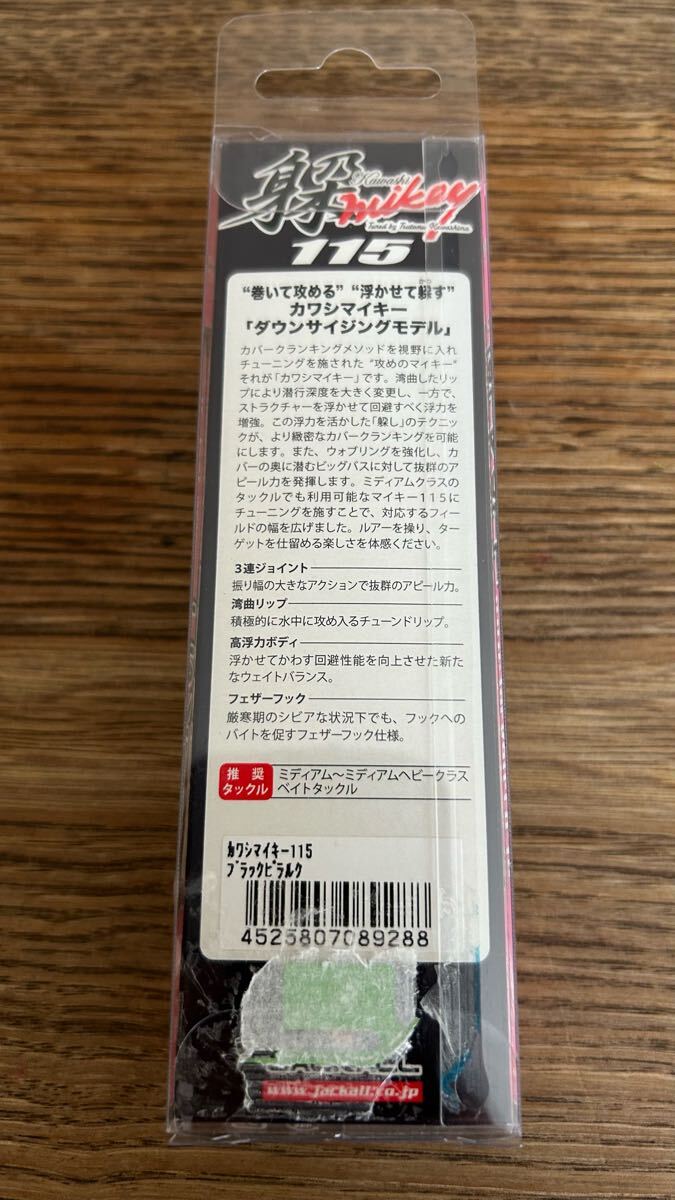 躱
Kawashi
mikey
Tuned by Tsutomu Kawashima
115
“巻いて攻める” “浮かせて躱す”
かわ
カワシマイキー
「ダウンサイジングモデル」
カバークランキングメソッドを視野に入れ
チューニングを施された “攻めのマイキー”
それが「カワシマイキー」です。湾曲したリッ
プにより潜行深度を大きく変更し、一方で、
ストラクチャーを浮かせて回避すべく浮力を
増強。この浮力を活かした「躱し」のテクニッ
クが、より緻密なカバークランキングを可能
にします。また、ウォブリングを強化し、カ
バーの奥に潜むビッグバスに対して抜群のア
ピール力を発揮します。ミディアムクラスの
タックルでも利用可能なマイキー115に
チューニングを施すことで、対応するフィー
ルドの幅を広げました。ルアーを操り、ター
ゲットを仕留める楽しさを体感ください。
3連ジョイント
振り幅の大きなアクションで抜群のアピール力。
湾曲リップ
積極的に水中に攻め入るチューンドリップ。
高浮力ボディ
浮かせてかわす回避性能を向上させた新た
なウェイトバランス。
フェザーフック
厳寒期のシビアな状況下でも、フックへの
バイトを促すフェザーフック仕様。
推奨
タックル
ミディアム～ミディアムヘビークラス
ベイトタックル
ｶﾜｼﾏｲｷｰ115
ﾌﾞﾗｯｸﾋﾟﾗﾙｸ
4525807089288
www.jackall.co.jp